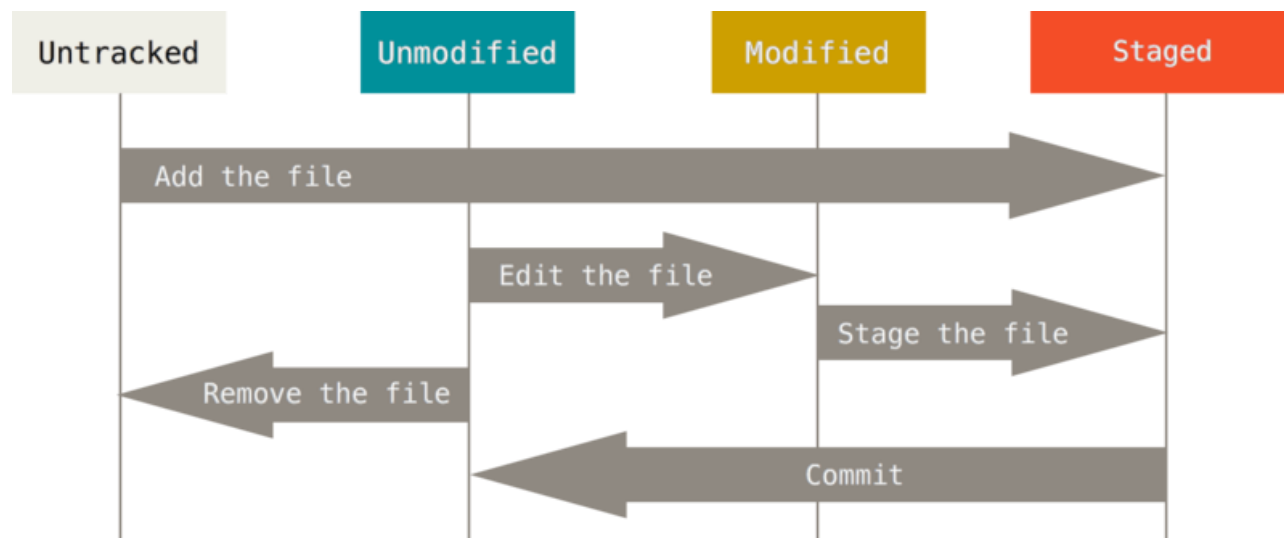 Untracked
Unmodified
Modified
Staged
Add the file
Edit the file
Stage the file
Remove the file
Commit